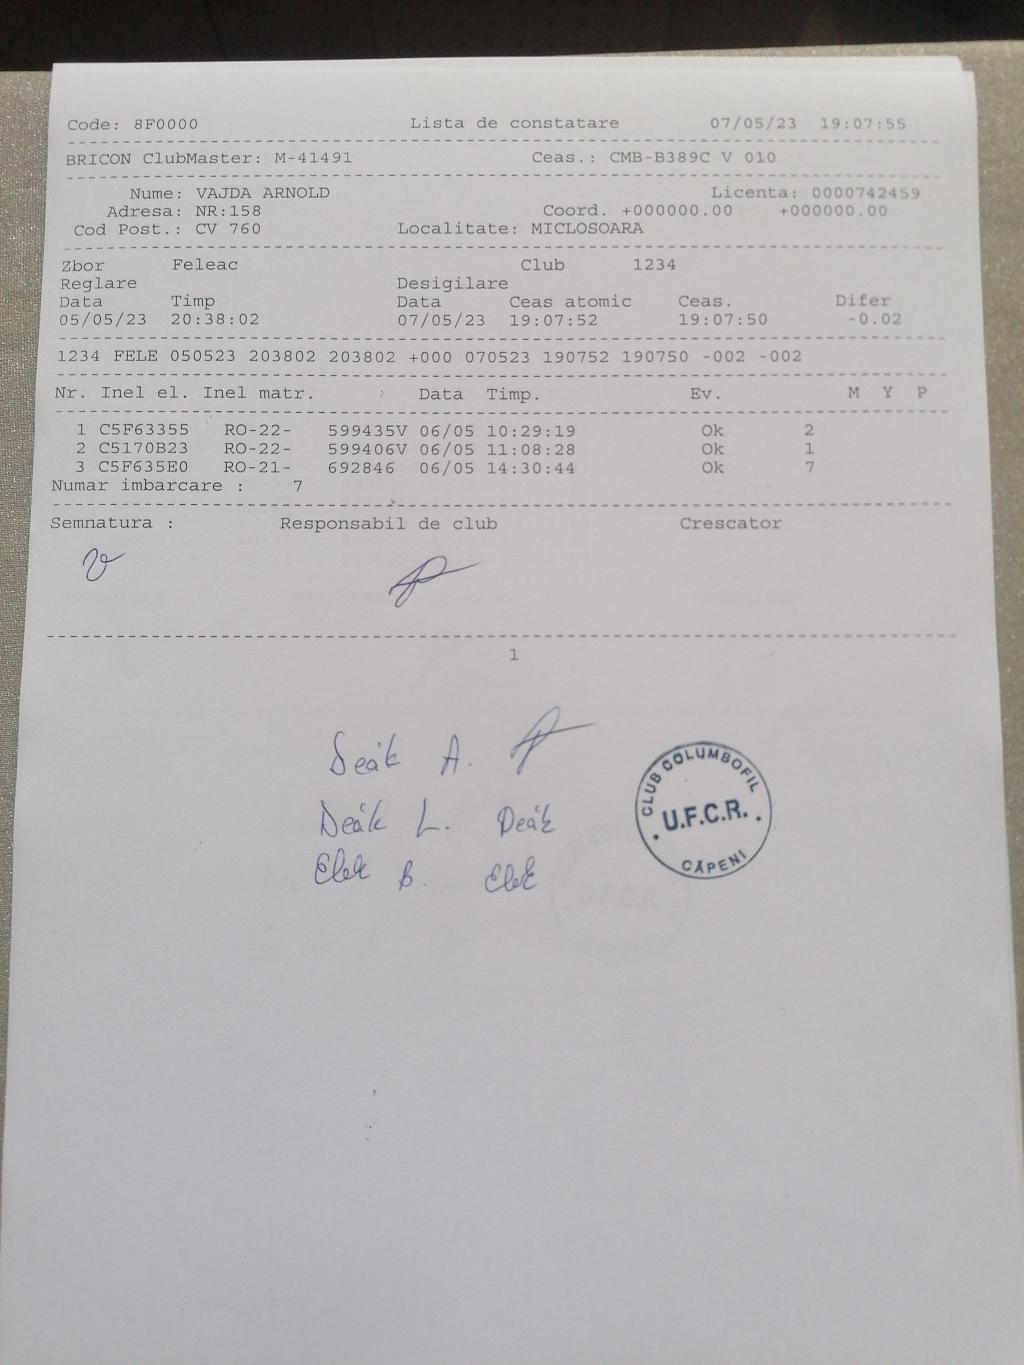 Code: 8F0000 Lista de constatare 07/05/23 19:07:55
BRICON ClubMaster: M-41491 Ceas.: CMB-B389C V 010
Nume: VAJDA ARNOLD Licenta: 0000742459
Adresa: NR:158 Coord. +000000.00 +000000.00
Cod Post.: CV 760 Localitate: MICLOSOARA
Zbor Feleac Club 1234
Reglare Desigilare
Data Timp Data Ceas atomic Ceas. Difer
05/05/23 20:38:02 07/05/23 19:07:52 19:07:50 -0.02
1234 FELE 050523 203802 203802 +000 070523 190752 190750 -002 -002
Nr. Inel el. Inel matr. Data Timp. Ev. M Y P
1 C5F63355 RO-22- 599435V 06/05 10:29:19 Ok 2
2 C5170B23 RO-22- 599406V 06/05 11:08:28 Ok 1
3 C5F635E0 RO-21- 692846 06/05 14:30:44 Ok 7
Numar imbarcare : 7
Semnatura : Responsabil de club Crescator
1
Deák A.
Deák L. Deák
Elek B. Elek
CLUB COLUMBOFIL
U.F.C.R.
CĂPENI